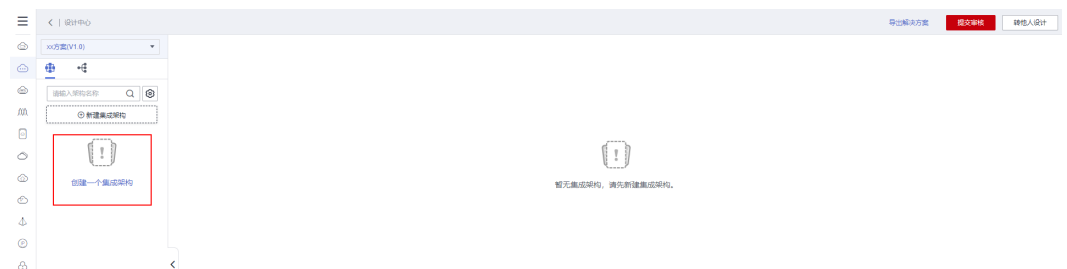 设计中心
导出解决方案
提交审核
转他人设计
xx方案(V1.0)
请输入架构名称
新建集成架构
创建一个集成架构
暂无集成架构，请先新建集成架构。